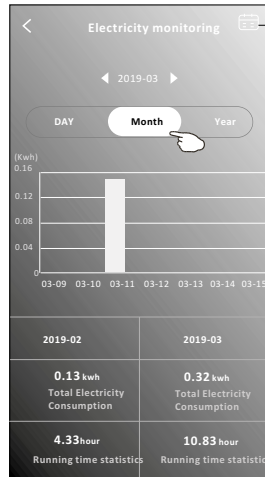 Electricity monitoring
2019-03
DAY Month Year
(Kwh)
0.16
0.12
0.08
0.04
0
03-09 03-10 03-11 03-12 03-13 03-14 03-15
2019-02 2019-03
0.13 kwh 0.32 kwh
Total Electricity Total Electricity
Consumption Consumption
4.33 hour 10.83 hour
Running time statistics Running time statistic